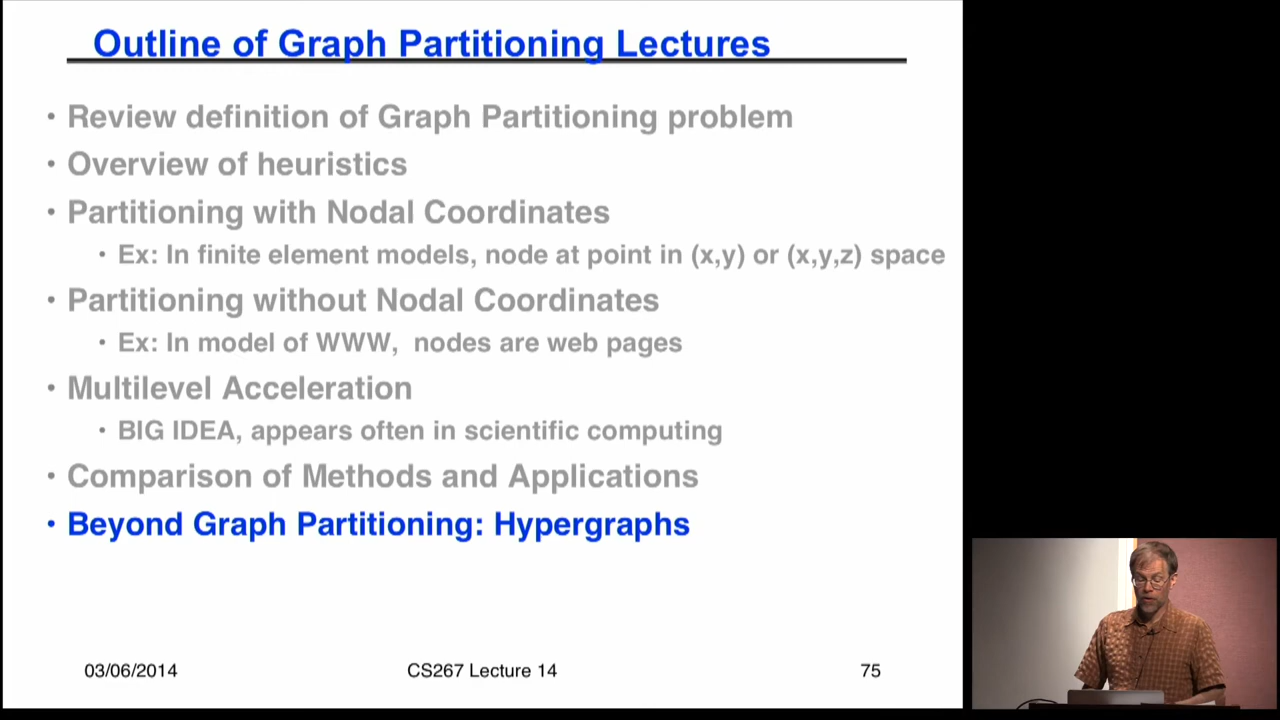 Outline of Graph Partitioning Lectures
• Review definition of Graph Partitioning problem
• Overview of heuristics
• Partitioning with Nodal Coordinates
• Ex: In finite element models, node at point in (x,y) or (x,y,z) space
• Partitioning without Nodal Coordinates
• Ex: In model of WWW, nodes are web pages
• Multilevel Acceleration
• BIG IDEA, appears often in scientific computing
• Comparison of Methods and Applications
• Beyond Graph Partitioning: Hypergraphs
03/06/2014 CS267 Lecture 14 75